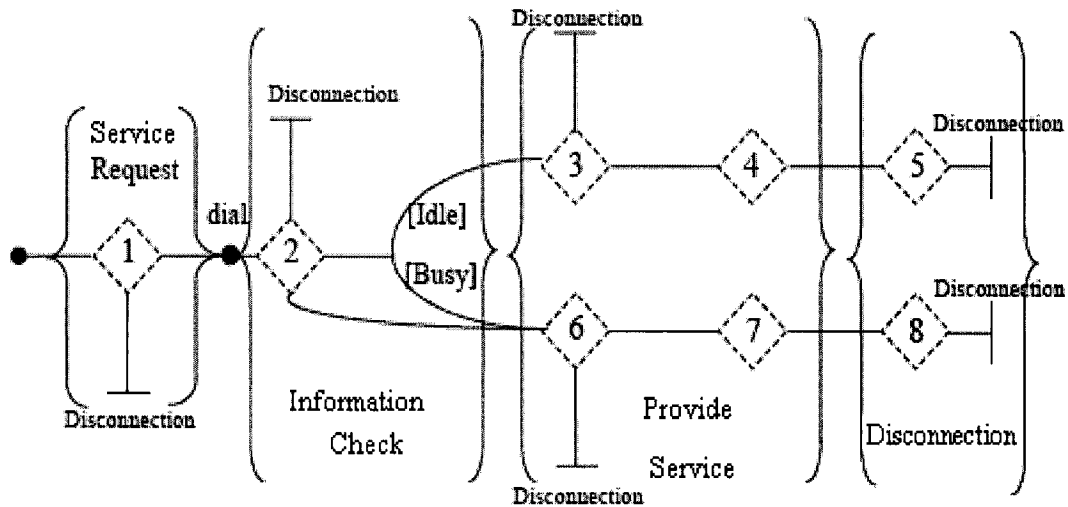 Disconnection
Disconnection
Service
Request
Disconnection
3
4
5
dial
[Idle]
1
2
[Busy]
Disconnection
6
7
8
Disconnection
Information
Check
Provide
Service
Disconnection
Disconnection